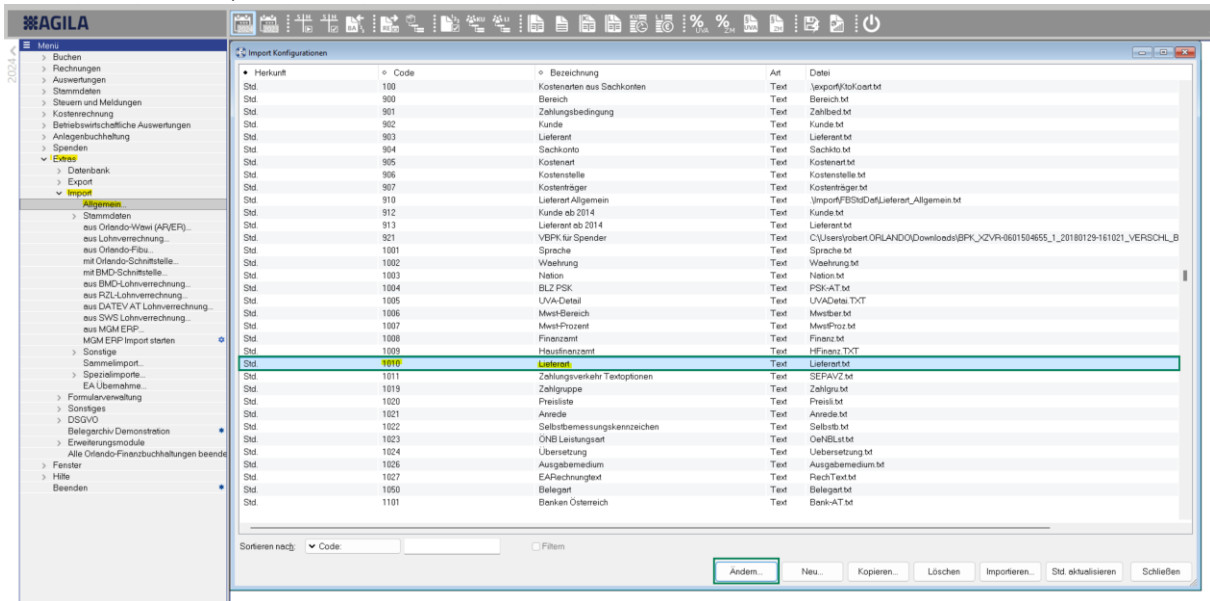 AGILA
2024
Menü
Buchen
Rechnungen
Auswertungen
Stammdaten
Steuern und Meldungen
Kostenrechnung
Betriebswirtschaftliche Auswertungen
Anlagenbuchhaltung
Spenden
Extras
Datenbank
Export
Import
Allgemein...
Stammdaten
aus Orlando-Wawi (AR/ER)...
aus Lohnverrechnung...
aus Orlando-Fibu...
mit Orlando-Schnittstelle...
mit BMD-Schnittstelle...
aus BMD-Lohnverrechnung...
aus RZL-Lohnverrechnung...
aus DATEV AT Lohnverrechnung...
aus SWS Lohnverrechnung...
aus MGM ERP...
MGM ERP Import starten
Sonstige
Sammelimport...
Spezialimporte...
EA Übernahme...
Formularverwaltung
Sonstiges
DSGVO
Belegarchiv Demonstration
Erweiterungsmodule
Alle Orlando-Finanzbuchhaltungen beende
Fenster
Hilfe
Beenden
Import Konfigurationen
Herkunft Code Bezeichnung Art Datei
Std. 100 Kostenarten aus Sachkonten Text .\export\KtoKoart.txt
Std. 900 Bereich Text Bereich.txt
Std. 901 Zahlungsbedingung Text Zahlbed.txt
Std. 902 Kunde Text Kunde.txt
Std. 903 Lieferant Text Lieferant.txt
Std. 904 Sachkonto Text Sachkto.txt
Std. 905 Kostenart Text Kostenart.txt
Std. 906 Kostenstelle Text Kostenstelle.txt
Std. 907 Kostenträger Text Kostenträger.txt
Std. 910 Lieferart Allgemein Text .\Import\FBStdDat\Lieferart_Allgemein.txt
Std. 912 Kunde ab 2014 Text Kunde.txt
Std. 913 Lieferant ab 2014 Text Lieferant.txt
Std. 921 VBPK für Spender Text C:\Users\robert.ORLANDO\Downloads\BPK_XZVR-0601504655_1_20180129-161021_VERSCHL_B
Std. 1001 Sprache Text Sprache.txt
Std. 1002 Waehrung Text Waehrung.txt
Std. 1003 Nation Text Nation.txt
Std. 1004 BLZ PSK Text PSK-AT.txt
Std. 1005 UVA-Detail Text UVADetai.TXT
Std. 1006 Mwst-Bereich Text Mwstber.txt
Std. 1007 Mwst-Prozent Text MwstProz.txt
Std. 1008 Finanzamt Text Finanz.txt
Std. 1009 Hausfinanzamt Text HFinanz.TXT
Std. 1010 Lieferart Text Lieferart.txt
Std. 1011 Zahlungsverkehr Textoptionen Text SEPAVZ.txt
Std. 1019 Zahlgruppe Text Zahlgru.txt
Std. 1020 Preisliste Text Preisli.txt
Std. 1021 Anrede Text Anrede.txt
Std. 1022 Selbstbemessungskennzeichen Text Selbstb.txt
Std. 1023 ÖNB Leistungsart Text OeNBLst.txt
Std. 1024 Übersetzung Text Uebersetzung.txt
Std. 1026 Ausgabemedium Text Ausgabemedium.txt
Std. 1027 EARechnungtext Text RechText.txt
Std. 1050 Belegart Text Belegart.txt
Std. 1101 Banken Österreich Text Bank-AT.txt
Sortieren nach: Code: Filtern
Ändern... Neu... Kopieren... Löschen Importieren... Std. aktualisieren Schließen